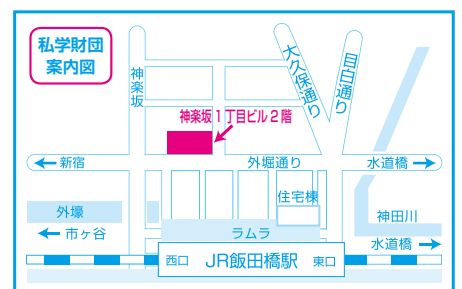 私学財団
案内図
神楽坂
大久保通り
目白通り
神楽坂1丁目ビル2階
新宿
外堀通り
水道橋
外壕
住宅棟
神田川
市ヶ谷
ラムラ
水道橋
西口
JR飯田橋駅
東口